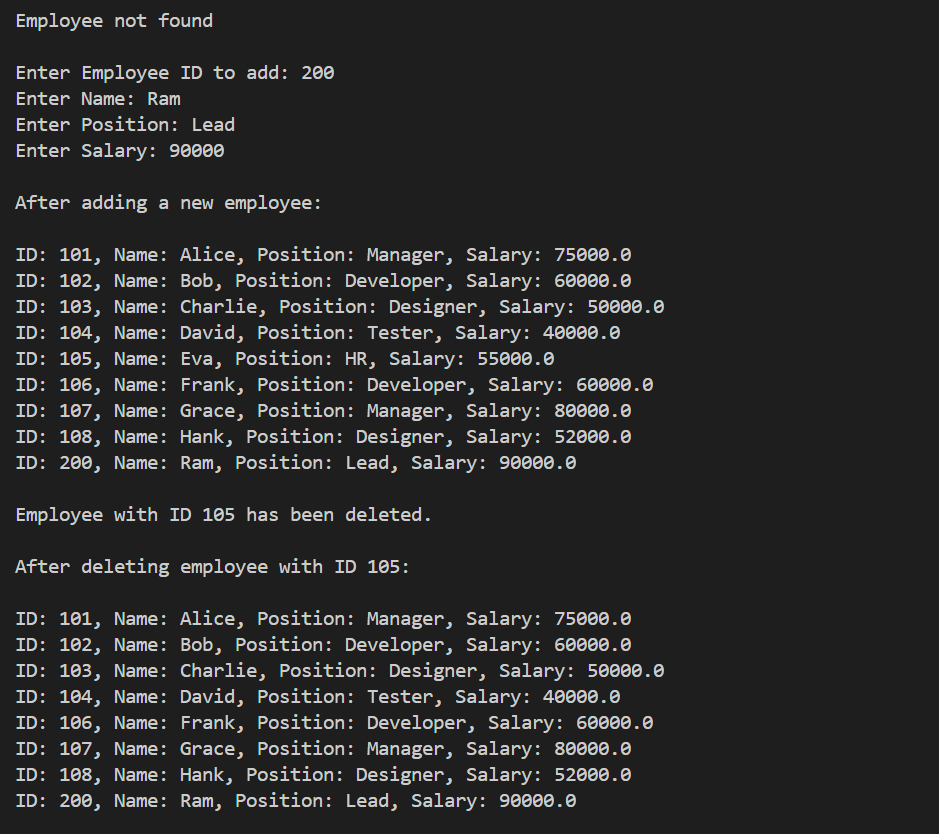 Employee not found
Enter Employee ID to add: 200
Enter Name: Ram
Enter Position: Lead
Enter Salary: 90000
After adding a new employee:
ID: 101, Name: Alice, Position: Manager, Salary: 75000.0
ID: 102, Name: Bob, Position: Developer, Salary: 60000.0
ID: 103, Name: Charlie, Position: Designer, Salary: 50000.0
ID: 104, Name: David, Position: Tester, Salary: 40000.0
ID: 105, Name: Eva, Position: HR, Salary: 55000.0
ID: 106, Name: Frank, Position: Developer, Salary: 60000.0
ID: 107, Name: Grace, Position: Manager, Salary: 80000.0
ID: 108, Name: Hank, Position: Designer, Salary: 52000.0
ID: 200, Name: Ram, Position: Lead, Salary: 90000.0
Employee with ID 105 has been deleted.
After deleting employee with ID 105:
ID: 101, Name: Alice, Position: Manager, Salary: 75000.0
ID: 102, Name: Bob, Position: Developer, Salary: 60000.0
ID: 103, Name: Charlie, Position: Designer, Salary: 50000.0
ID: 104, Name: David, Position: Tester, Salary: 40000.0
ID: 106, Name: Frank, Position: Developer, Salary: 60000.0
ID: 107, Name: Grace, Position: Manager, Salary: 80000.0
ID: 108, Name: Hank, Position: Designer, Salary: 52000.0
ID: 200, Name: Ram, Position: Lead, Salary: 90000.0